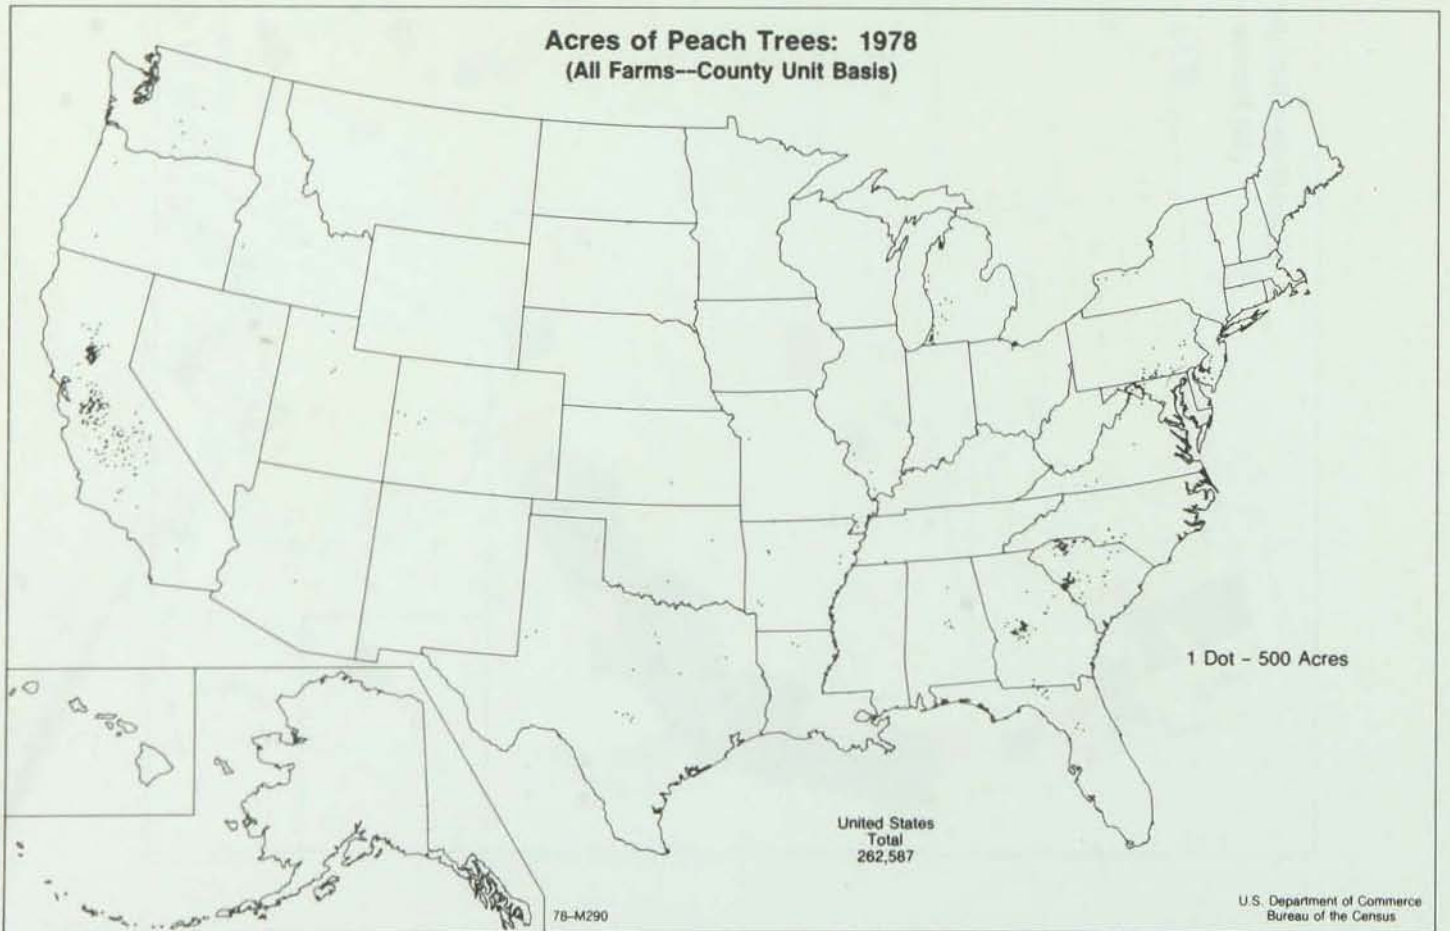 Acres of Peach Trees: 1978
(All Farms--County Unit Basis)
1 Dot - 500 Acres
United States
Total
262,587
78-M290
U.S. Department of Commerce
Bureau of the Census